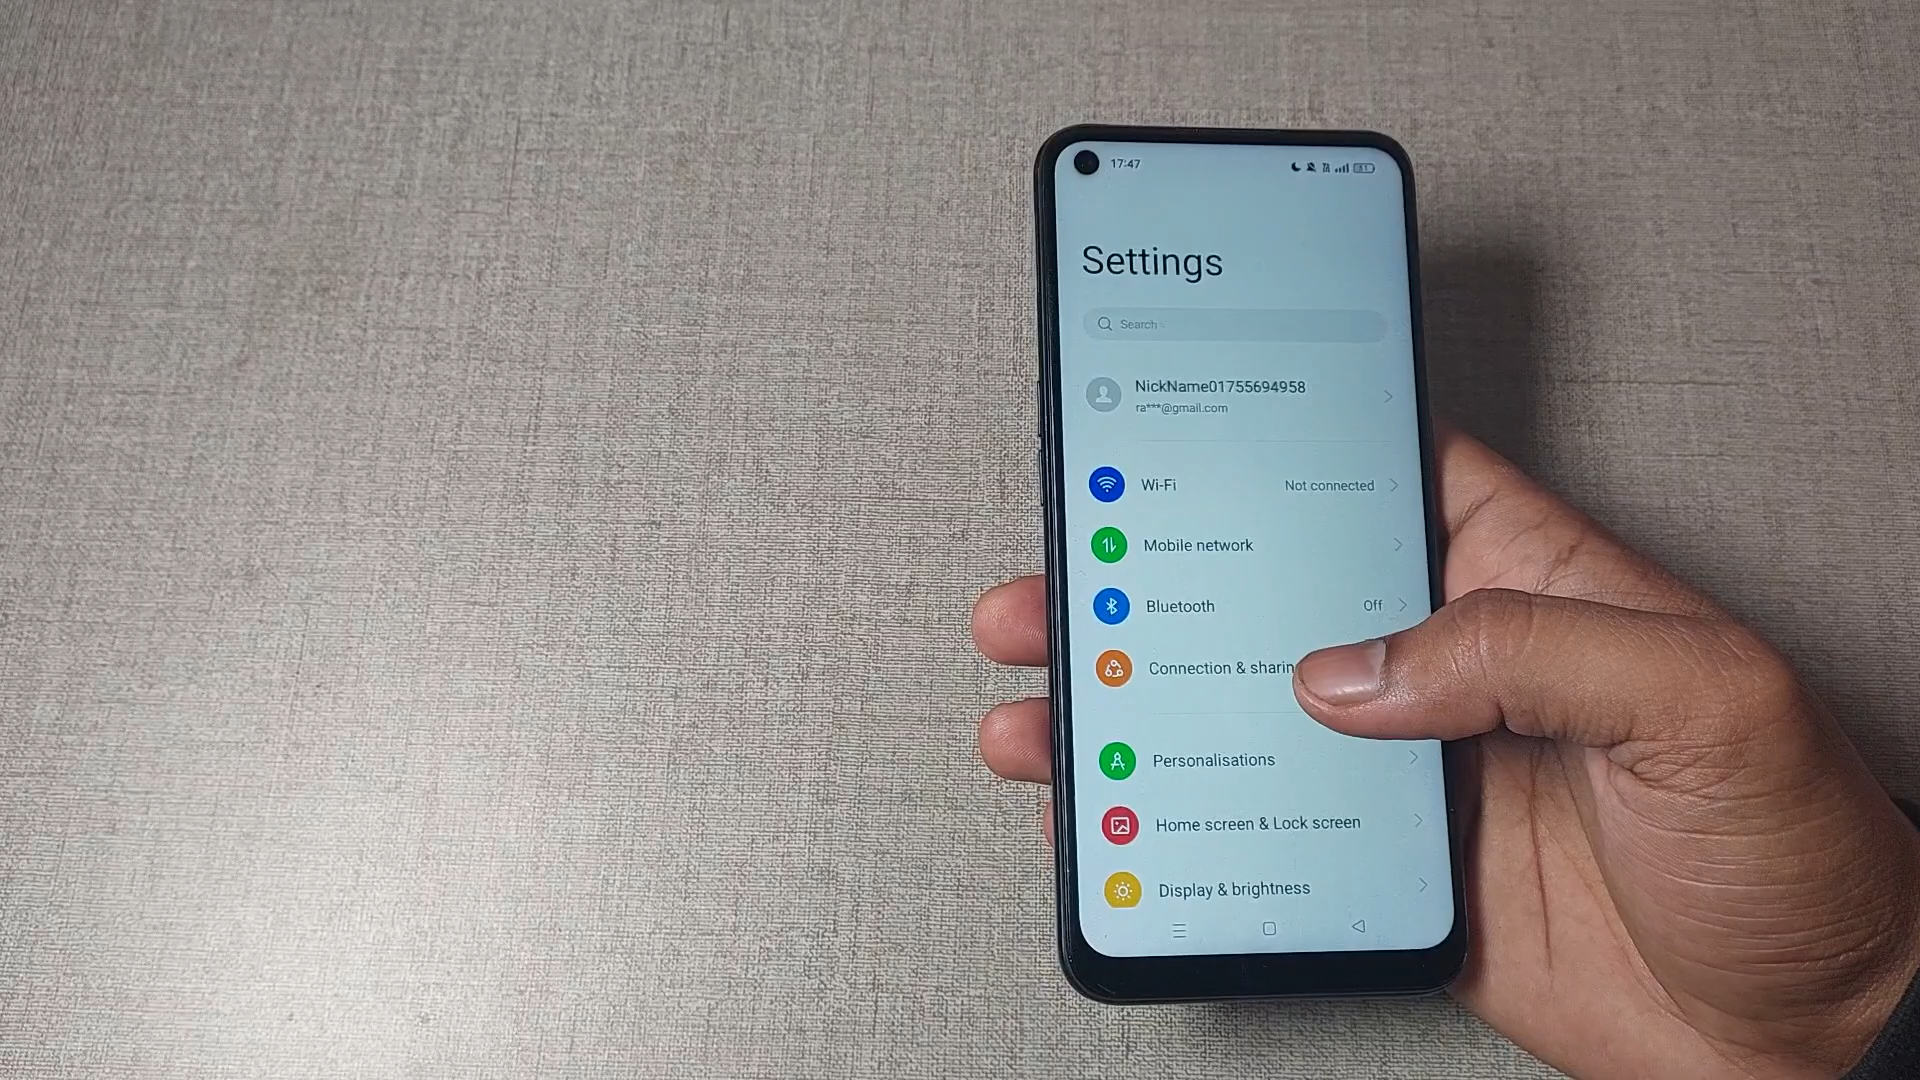 17:47
Settings
Search
NickName01755694958
ra***@gmail.com
Wi-Fi Not connected
Mobile network
Bluetooth Off
Connection & sharin
Personalisations
Home screen & Lock screen
Display & brightness